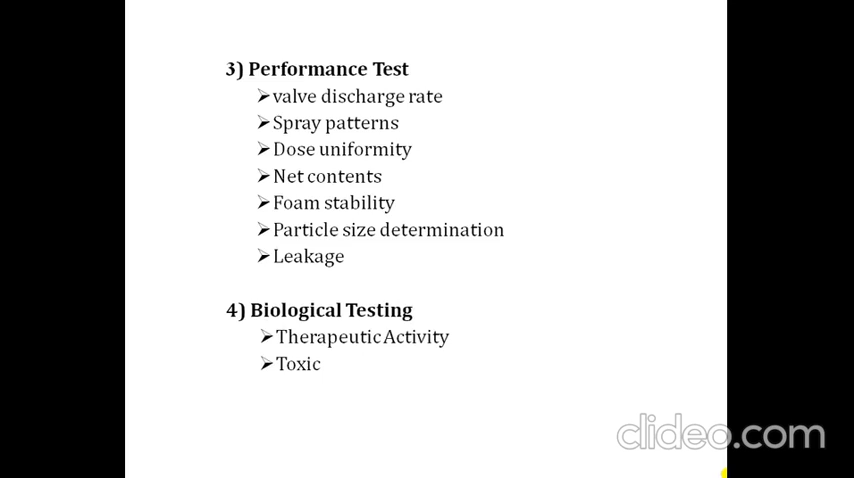 3) Performance Test
➢valve discharge rate
➢Spray patterns
➢Dose uniformity
➢Net contents
➢Foam stability
➢Particle size determination
➢Leakage
4) Biological Testing
➢Therapeutic Activity
➢Toxic
clideo.com